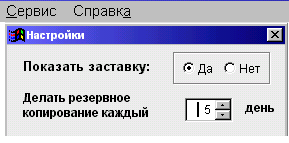 Сервис Справка
Настройки
Показать заставку: Да Нет
Делать резервное
копирование каждый 5 день